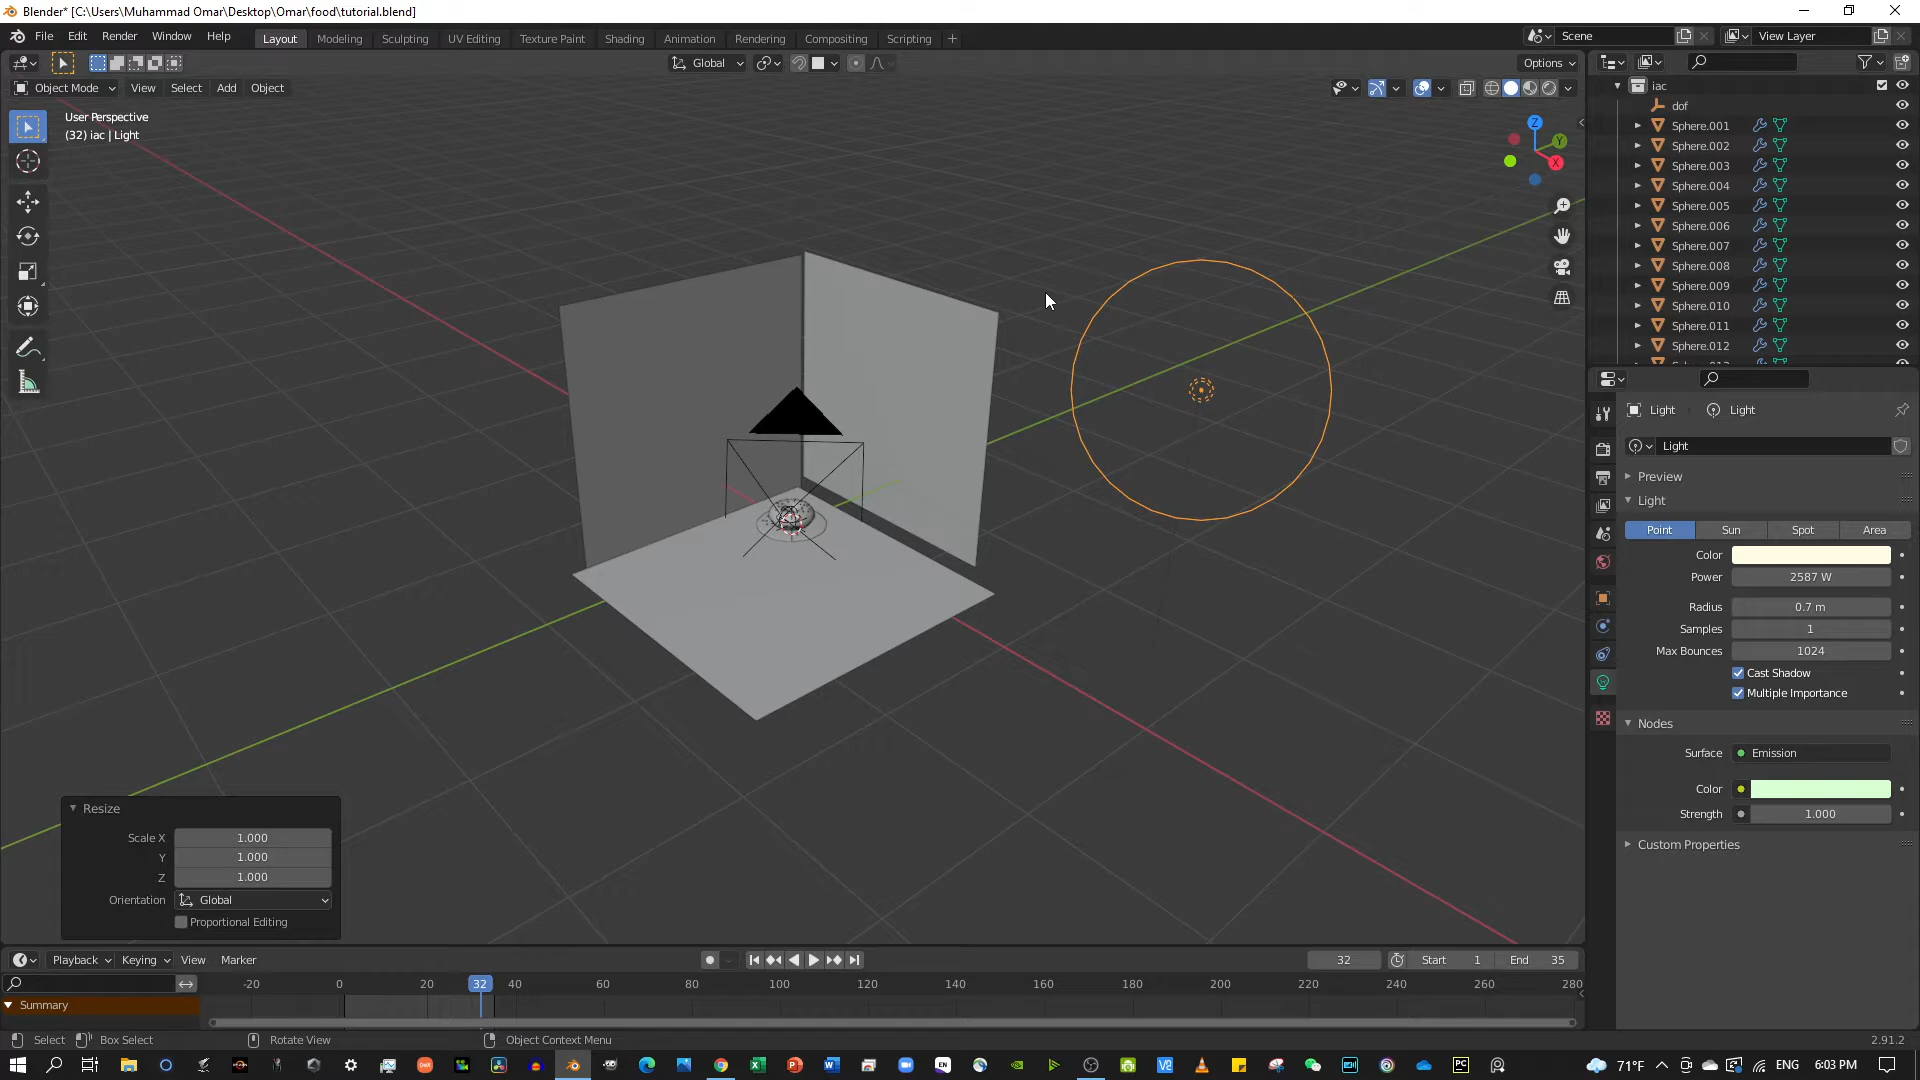 Blender* [C:\Users\Muhammad Omar\Desktop\Omar\food\tutorial.blend]
File Edit Render Window Help
Layout Modeling Sculpting UV Editing Texture Paint Shading Animation Rendering Compositing Scripting +
Scene View Layer
Global Options
Object Mode View Select Add Object
User Perspective
(32) iac | Light
Z
Y
X
iac
dof
Sphere.001
Sphere.002
Sphere.003
Sphere.004
Sphere.005
Sphere.006
Sphere.007
Sphere.008
Sphere.009
Sphere.010
Sphere.011
Sphere.012
Light Light
Light
Preview
Light
Point Sun Spot Area
Color
Power 2587 W
Radius 0.7 m
Samples 1
Max Bounces 1024
Cast Shadow
Multiple Importance
Nodes
Surface Emission
Color
Strength 1.000
Custom Properties
Resize
Scale X 1.000
Y 1.000
Z 1.000
Orientation Global
Proportional Editing
Playback Keying View Marker
32 Start 1 End 35
-20 0 20 32 40 60 80 100 120 140 160 180 200 220 240 260 280
Summary
Select Box Select Rotate View Object Context Menu 2.91.2
71°F ENG 6:03 PM